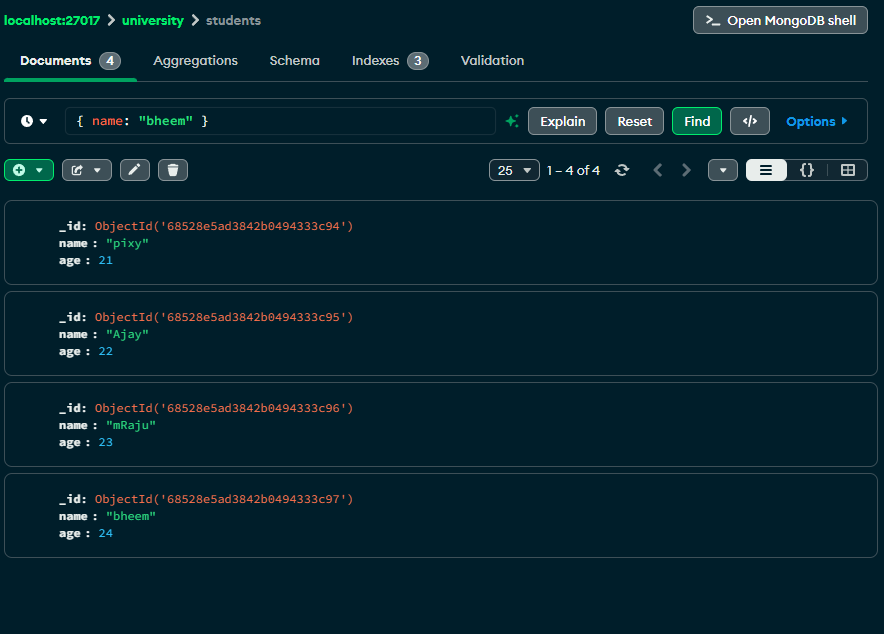 localhost:27017 > university > students
>_ Open MongoDB shell
Documents 4 Aggregations Schema Indexes 3 Validation
{ name: "bheem" }
Explain Reset Find </> Options
25 1 – 4 of 4 {}
_id: ObjectId('68528e5ad3842b0494333c94')
name : "pixy"
age : 21
_id: ObjectId('68528e5ad3842b0494333c95')
name : "Ajay"
age : 22
_id: ObjectId('68528e5ad3842b0494333c96')
name : "mRaju"
age : 23
_id: ObjectId('68528e5ad3842b0494333c97')
name : "bheem"
age : 24